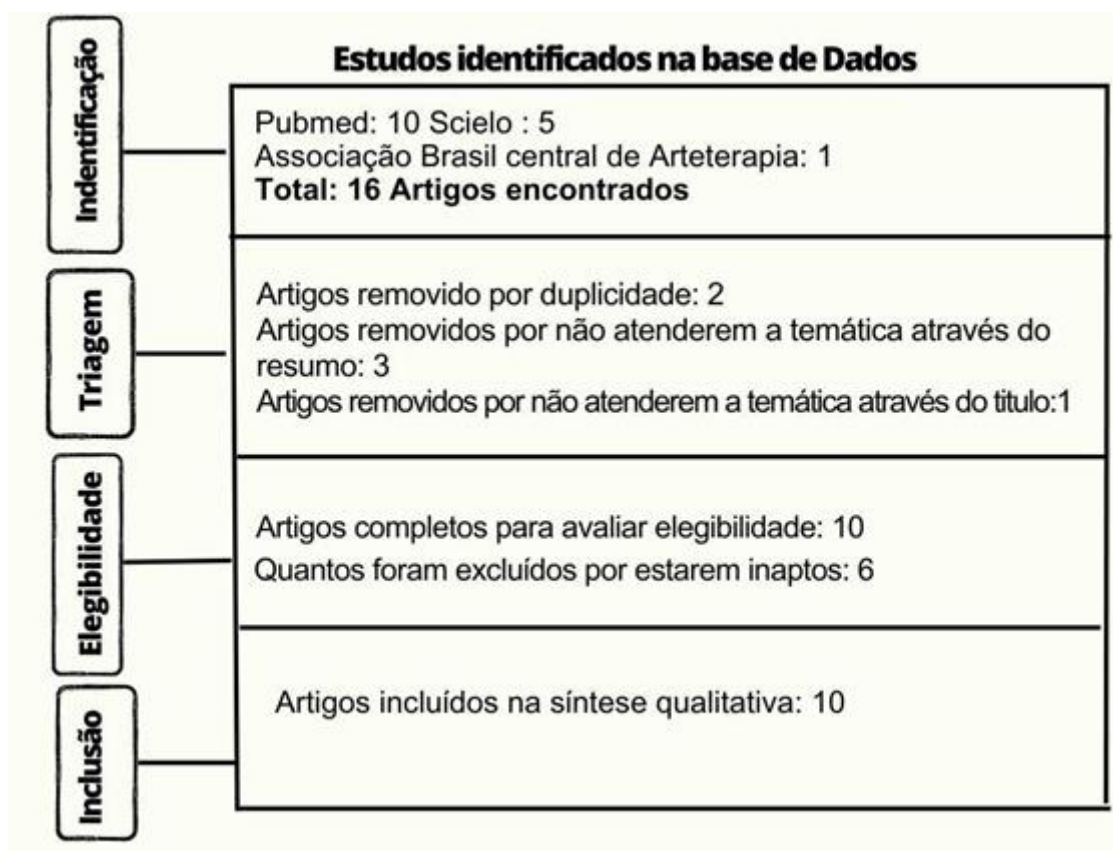 Estudos identificados na base de Dados
Indentificação
Pubmed: 10 Scielo : 5
Associação Brasil central de Arteterapia: 1
Total: 16 Artigos encontrados
Triagem
Artigos removido por duplicidade: 2
Artigos removidos por não atenderem a temática através do
resumo: 3
Artigos removidos por não atenderem a temática através do titulo:1
Elegibilidade
Artigos completos para avaliar elegibilidade: 10
Quantos foram excluídos por estarem inaptos: 6
Inclusão
Artigos incluídos na síntese qualitativa: 10